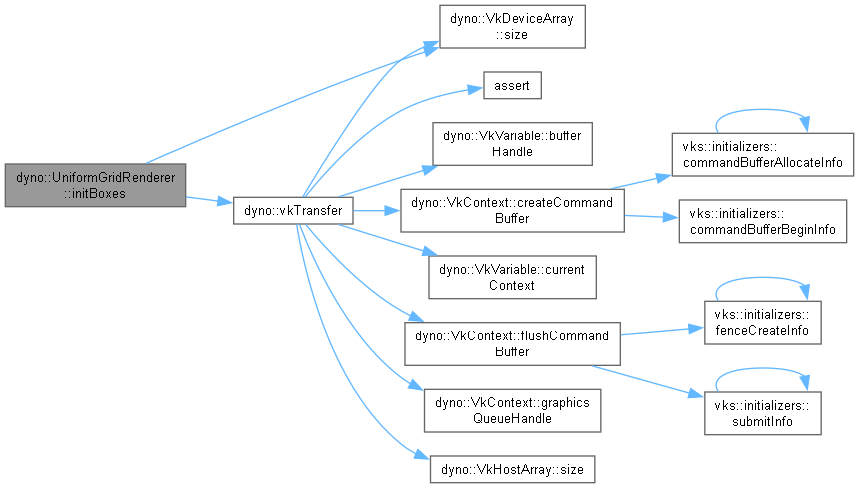 dyno::VkDeviceArray
::size
assert
dyno::VkVariable::buffer
Handle
vks::initializers::
commandBufferAllocateInfo
dyno::UniformGridRenderer
::initBoxes
dyno::vkTransfer
dyno::VkContext::createCommand
Buffer
vks::initializers::
commandBufferBeginInfo
dyno::VkVariable::current
Context
dyno::VkContext::flushCommand
Buffer
vks::initializers::
fenceCreateInfo
dyno::VkContext::graphics
QueueHandle
vks::initializers::
submitInfo
dyno::VkHostArray::size